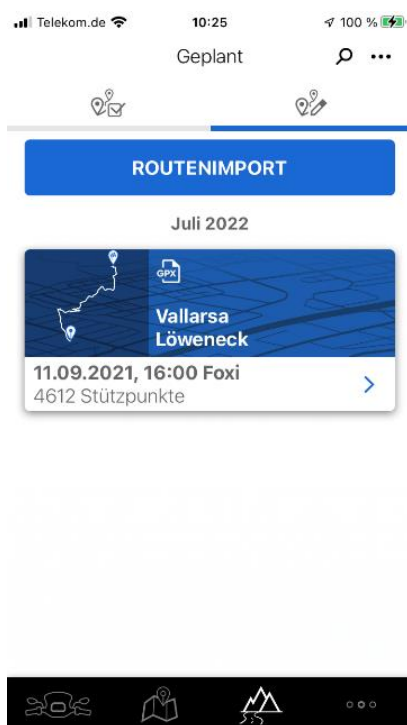 Telekom.de 10:25 100 %
Geplant
ROUTENIMPORT
Juli 2022
GPX
Vallarsa
Löweneck
11.09.2021, 16:00 Foxi
4612 Stützpunkte